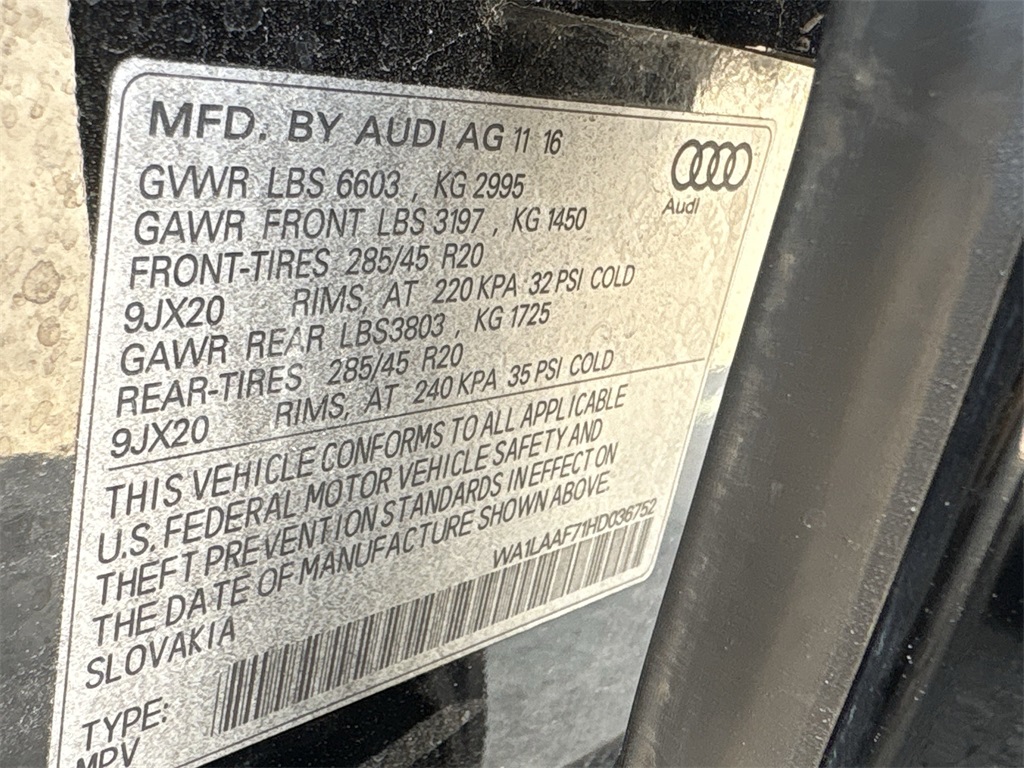 MFD. BY AUDI AG 11 16
Audi
GVWR LBS 6603 , KG 2995
GAWR FRONT LBS 3197 , KG 1450
FRONT-TIRES 285/45 R20
9JX20 RIMS, AT 220 KPA 32 PSI COLD
GAWR REAR LBS3803 , KG 1725
REAR-TIRES 285/45 R20
9JX20 RIMS, AT 240 KPA 35 PSI COLD
THIS VEHICLE CONFORMS TO ALL APPLICABLE
U.S. FEDERAL MOTOR VEHICLE SAFETY AND
THEFT PREVENTION STANDARDS IN EFFECT ON
THE DATE OF MANUFACTURE SHOWN ABOVE.
SLOVAKIA
WA1LAAF71HD036752
TYPE:
MPV